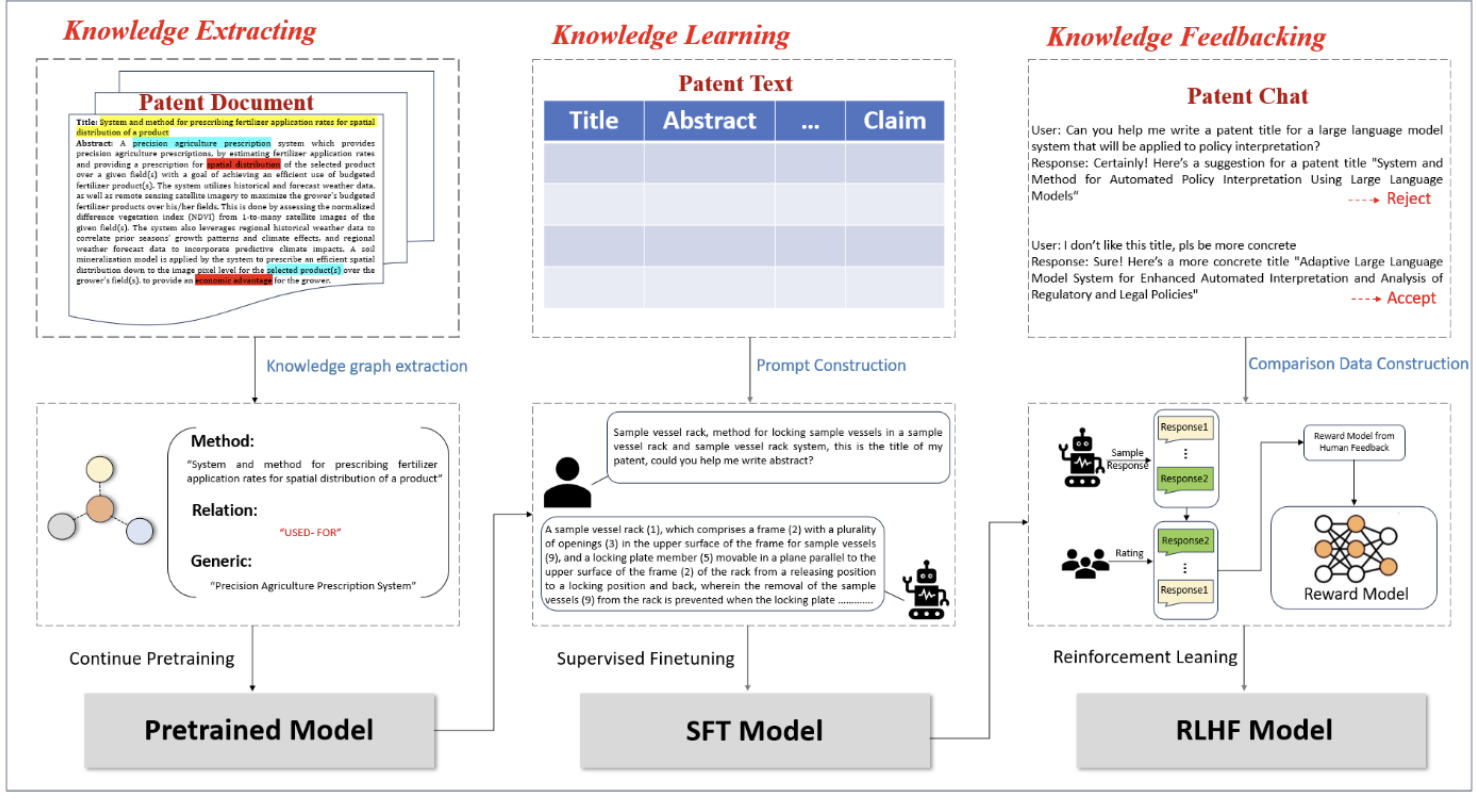 Knowledge Extracting
Patent Document
Title: System and method for prescribing fertilizer application rates for spatial
distribution of a product
Abstract: A precision agriculture prescription system which provides
precision agriculture prescriptions, by estimating fertilizer application rates
and providing a prescription for spatial distribution of the selected product
over a given field(s) with a goal of achieving an efficient use of budgeted
fertilizer product(s). The system utilizes historical and forecast weather data,
as well as remote sensing satellite imagery to maximize the grower's budgeted
fertilizer products over his/her fields. This is done by assessing the normalized
difference vegetation index (NDVI) from 1-to-many satellite images of the
given field(s). The system also leverages regional historical weather data to
correlate prior seasons' growth patterns and climate effects, and regional
weather forecast data to incorporate predictive climate impacts. A soil
mineralization model is applied by the system to prescribe an efficient spatial
distribution down to the image pixel level for the selected product(s) over the
grower's field(s). to provide an economic advantage for the grower.
Knowledge graph extraction
Method:
“System and method for prescribing fertilizer
application rates for spatial distribution of a product”
Relation:
“USED- FOR”
Generic:
“Precision Agriculture Prescription System”
Continue Pretraining
Pretrained Model
Knowledge Learning
Patent Text
Title Abstract ... Claim
Prompt Construction
Sample vessel rack, method for locking sample vessels in a sample
vessel rack and sample vessel rack system, this is the title of my
patent, could you help me write abstract?
A sample vessel rack (1), which comprises a frame (2) with a plurality
of openings (3) in the upper surface of the frame for sample vessels
(9), and a locking plate member (5) movable in a plane parallel to the
upper surface of the frame (2) of the rack from a releasing position
to a locking position and back, wherein the removal of the sample
vessels (9) from the rack is prevented when the locking plate .............
Supervised Finetuning
SFT Model
Knowledge Feedbacking
Patent Chat
User: Can you help me write a patent title for a large language model
system that will be applied to policy interpretation?
Response: Certainly! Here’s a suggestion for a patent title "System and
Method for Automated Policy Interpretation Using Large Language
Models“
Reject
User: I don’t like this title, pls be more concrete
Response: Sure! Here’s a more concrete title "Adaptive Large Language
Model System for Enhanced Automated Interpretation and Analysis of
Regulatory and Legal Policies"
Accept
Comparison Data Construction
Sample
Response
Response1
⋮
Response2
Rating
Response2
⋮
Response1
Reward Model from
Human Feedback
Reward Model
Reinforcement Leaning
RLHF Model